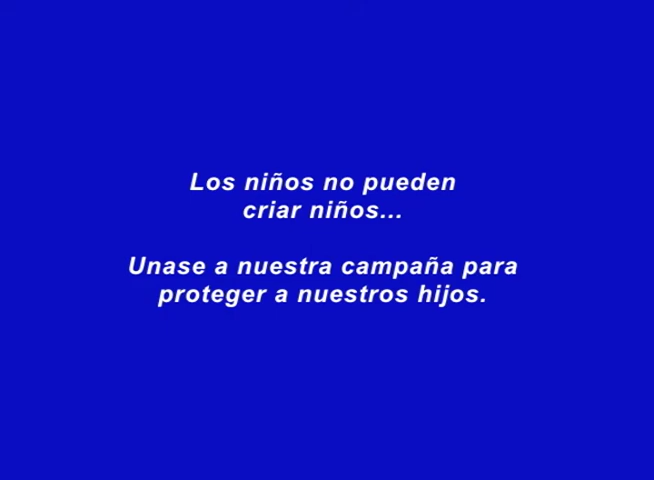 Los niños no pueden
criar niños...
Unase a nuestra campaña para
proteger a nuestros hijos.